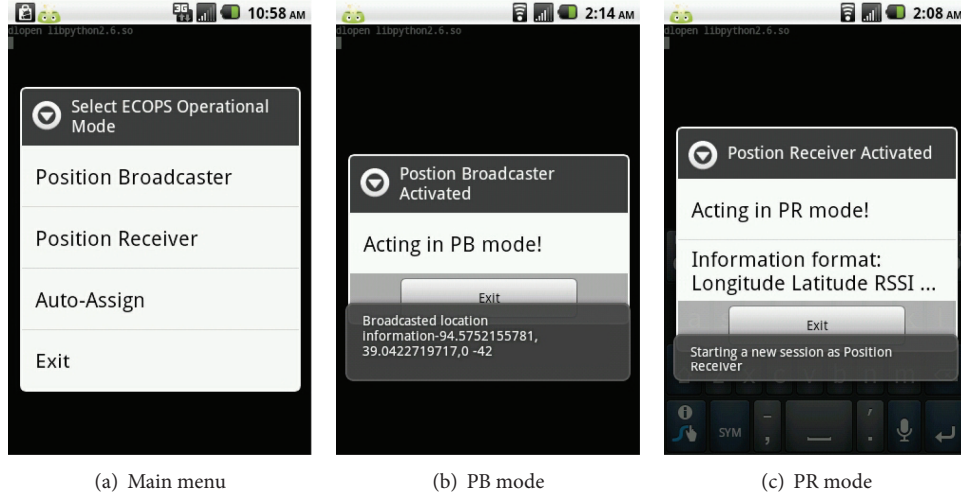 3G
10:58 AM
dlopen libpython2.6.so
Select ECOPS Operational
Mode
Position Broadcaster
Position Receiver
Auto-Assign
Exit
(a) Main menu
2:14 AM
dlopen libpython2.6.so
Postion Broadcaster
Activated
Acting in PB mode!
Exit
Broadcasted location
information-94.5752155781,
39.0422719717,0 -42
(b) PB mode
2:08 AM
dlopen libpython2.6.so
Postion Receiver Activated
Acting in PR mode!
Information format:
Longitude Latitude RSSI ...
Exit
Starting a new session as Position
Receiver
SYM
(c) PR mode